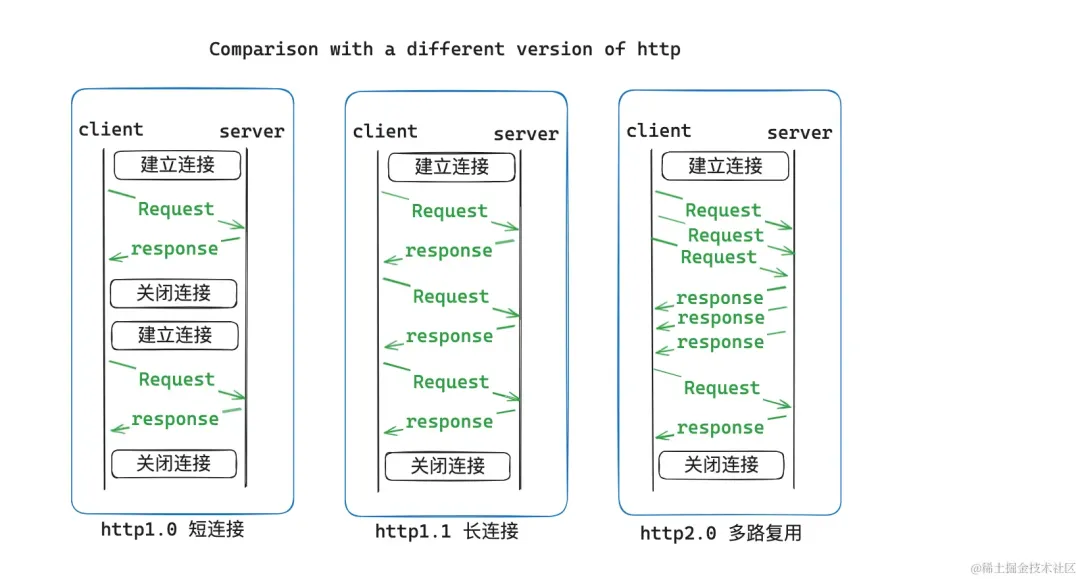 Comparison with a different version of http
client server
建立连接
Request
response
关闭连接
建立连接
Request
response
关闭连接
http1.0 短连接
client server
建立连接
Request
response
Request
response
Request
response
关闭连接
http1.1 长连接
client server
建立连接
Request
Request
Request
response
response
response
Request
response
关闭连接
http2.0 多路复用
@稀土掘金技术社区